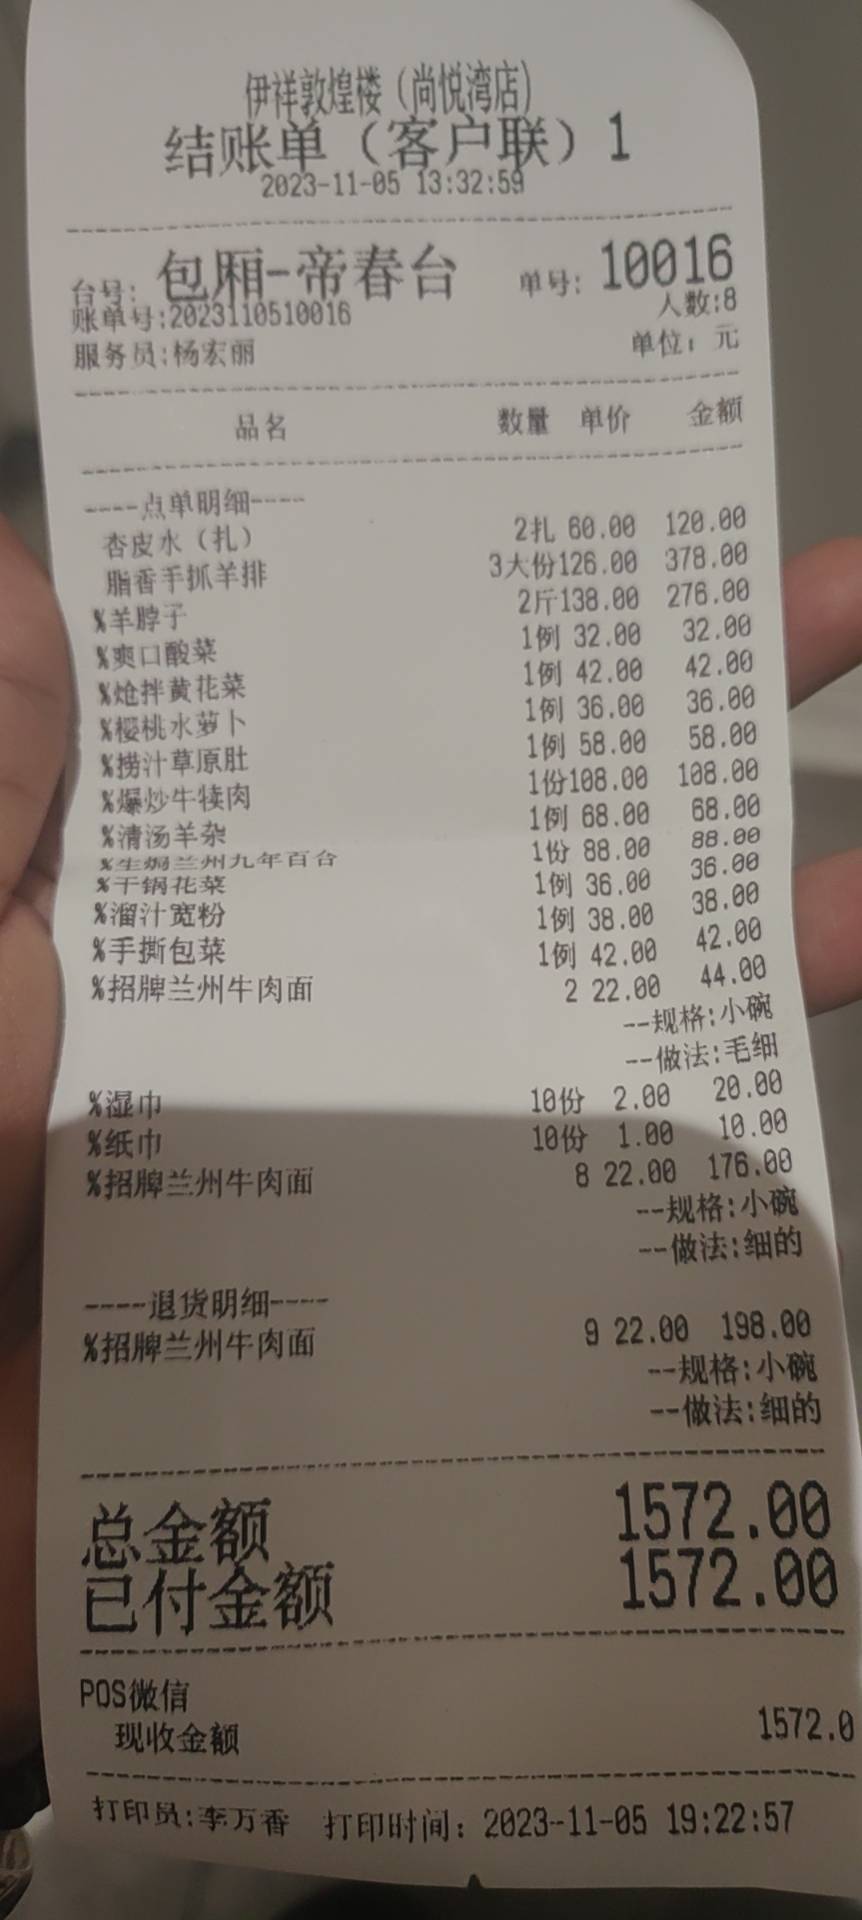 伊祥敦煌楼（尚悦湾店）
结账单（客户联）1
2023-11-05 13:32:59
台号: 包厢-帝春台 单号: 10016
账单号:2023110510016 人数:8
服务员:杨宏丽 单位: 元
品名 数量 单价 金额
----点单明细----
杏皮水（扎） 2扎 60.00 120.00
脂香手抓羊排 3大份126.00 378.00
%羊脖子 2斤138.00 276.00
%爽口酸菜 1例 32.00 32.00
%炝拌黄花菜 1例 42.00 42.00
%樱桃水萝卜 1例 36.00 36.00
%捞汁草原肚 1例 58.00 58.00
%爆炒牛犊肉 1份108.00 108.00
%清汤羊杂 1例 68.00 68.00
%生焗兰州九年百合 1份 88.00 88.00
%干锅花菜 1例 36.00 36.00
%溜汁宽粉 1例 38.00 38.00
%手撕包菜 1例 42.00 42.00
%招牌兰州牛肉面 2 22.00 44.00
--规格:小碗
--做法:毛细
%湿巾 10份 2.00 20.00
%纸巾 10份 1.00 10.00
%招牌兰州牛肉面 8 22.00 176.00
--规格:小碗
--做法:细的
----退货明细----
%招牌兰州牛肉面 9 22.00 198.00
--规格:小碗
--做法:细的
总金额 1572.00
已付金额 1572.00
POS微信
现收金额 1572.0
打印员:李万香 打印时间: 2023-11-05 19:22:57